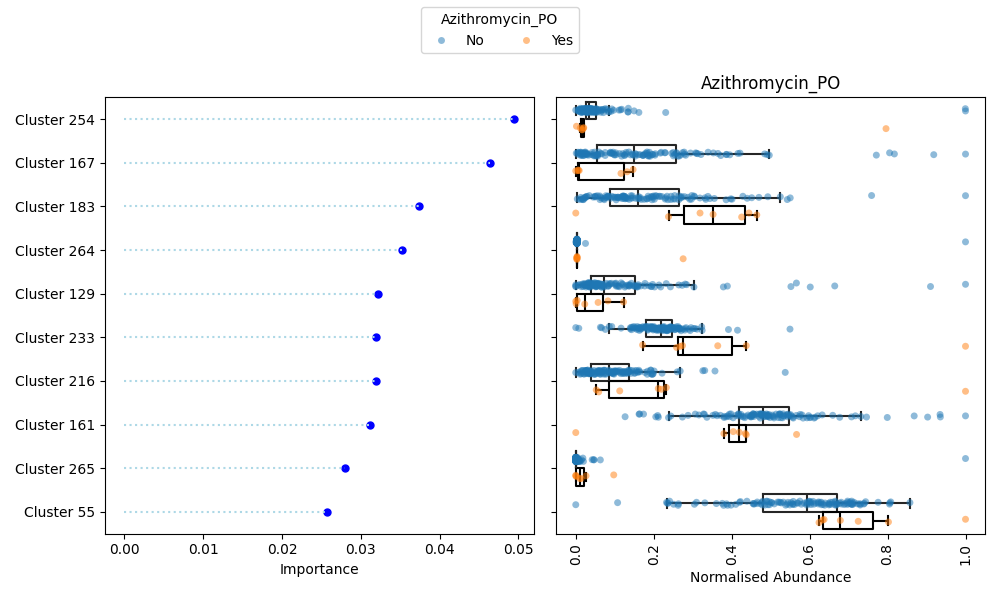 Azithromycin_PO
No Yes
Azithromycin_PO
Cluster 254
Cluster 167
Cluster 183
Cluster 264
Cluster 129
Cluster 233
Cluster 216
Cluster 161
Cluster 265
Cluster 55
0.00 0.01 0.02 0.03 0.04 0.05
Importance
0.0 0.2 0.4 0.6 0.8 1.0
Normalised Abundance